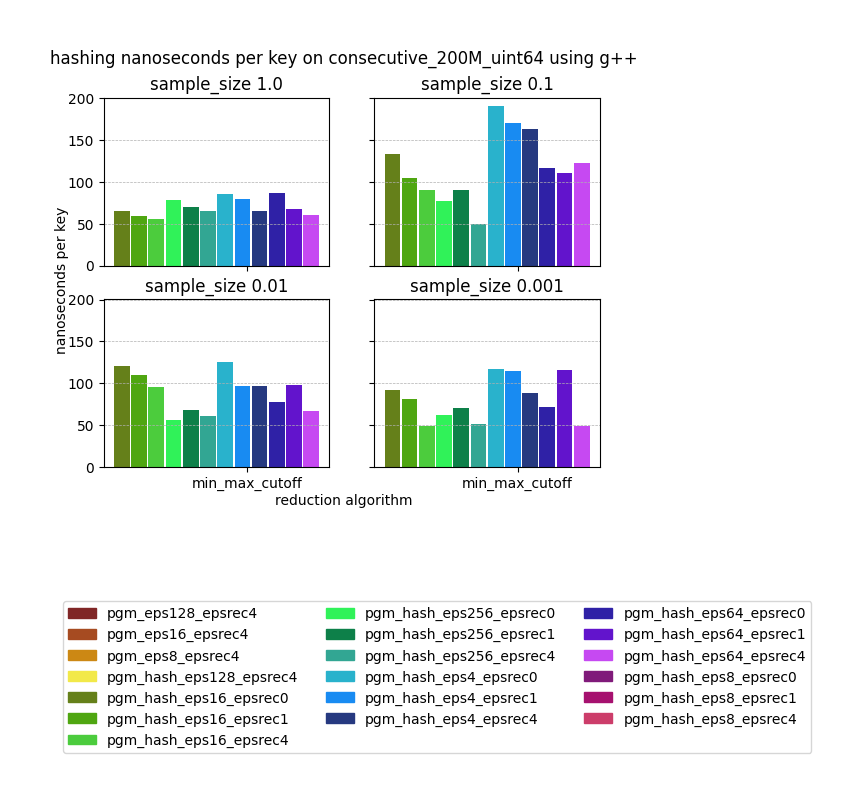 hashing nanoseconds per key on consecutive_200M_uint64 using g++
sample_size 1.0
sample_size 0.1
200
150
100
50
0
nanoseconds per key
sample_size 0.01
sample_size 0.001
200
150
100
50
0
min_max_cutoff
min_max_cutoff
reduction algorithm
pgm_eps128_epsrec4
pgm_eps16_epsrec4
pgm_eps8_epsrec4
pgm_hash_eps128_epsrec4
pgm_hash_eps16_epsrec0
pgm_hash_eps16_epsrec1
pgm_hash_eps16_epsrec4
pgm_hash_eps256_epsrec0
pgm_hash_eps256_epsrec1
pgm_hash_eps256_epsrec4
pgm_hash_eps4_epsrec0
pgm_hash_eps4_epsrec1
pgm_hash_eps4_epsrec4
pgm_hash_eps64_epsrec0
pgm_hash_eps64_epsrec1
pgm_hash_eps64_epsrec4
pgm_hash_eps8_epsrec0
pgm_hash_eps8_epsrec1
pgm_hash_eps8_epsrec4